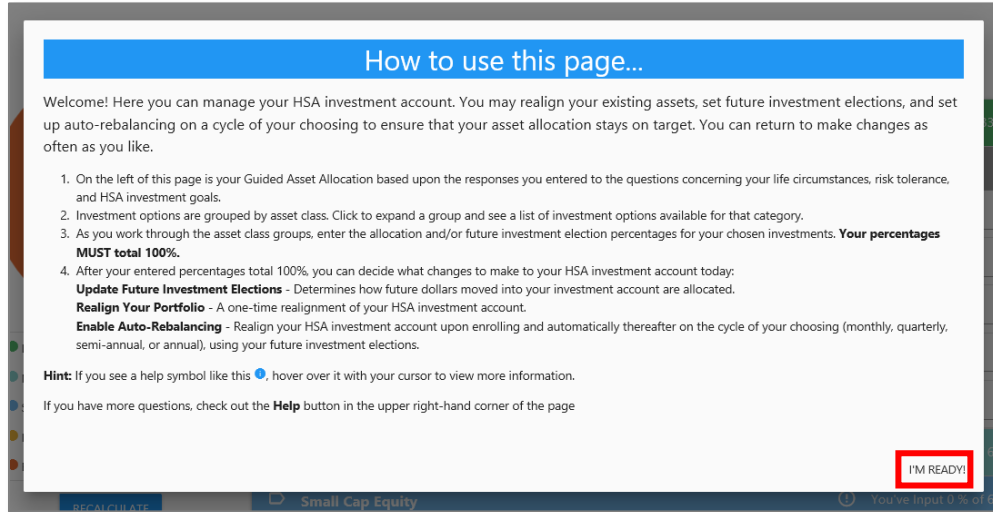 How to use this page...
Welcome! Here you can manage your HSA investment account. You may realign your existing assets, set future investment elections, and set
up auto-rebalancing on a cycle of your choosing to ensure that your asset allocation stays on target. You can return to make changes as
often as you like.
1. On the left of this page is your Guided Asset Allocation based upon the responses you entered to the questions concerning your life circumstances, risk tolerance,
and HSA investment goals.
2. Investment options are grouped by asset class. Click to expand a group and see a list of investment options available for that category.
3. As you work through the asset class groups, enter the allocation and/or future investment election percentages for your chosen investments. Your percentages
MUST total 100%.
4. After your entered percentages total 100%, you can decide what changes to make to your HSA investment account today:
Update Future Investment Elections - Determines how future dollars moved into your investment account are allocated.
Realign Your Portfolio - A one-time realignment of your HSA investment account.
Enable Auto-Rebalancing - Realign your HSA investment account upon enrolling and automatically thereafter on the cycle of your choosing (monthly, quarterly,
semi-annual, or annual), using your future investment elections.
Hint: If you see a help symbol like this , hover over it with your cursor to view more information.
If you have more questions, check out the Help button in the upper right-hand corner of the page
I'M READY!
RECALCULATE
Small Cap Equity
You've Input 0 % of 6